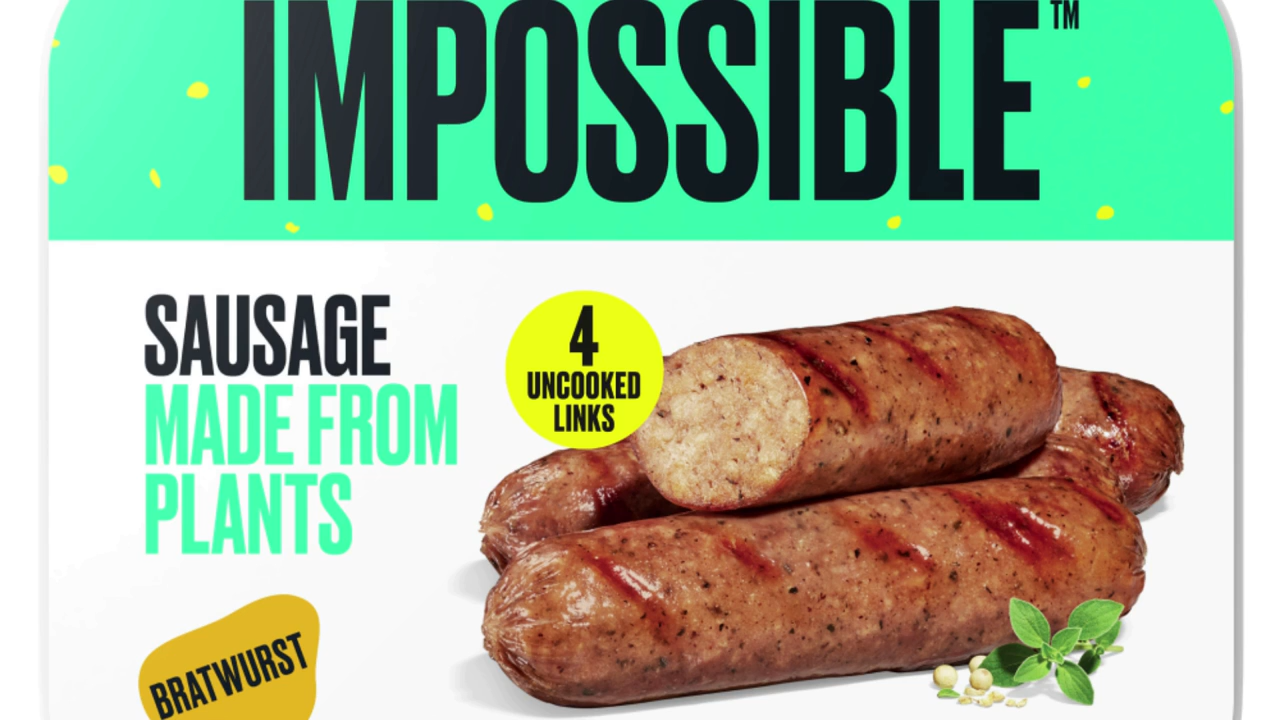 IMPOSSIBLE™
SAUSAGE
MADE FROM
PLANTS
4
UNCOOKED
LINKS
BRATWURST